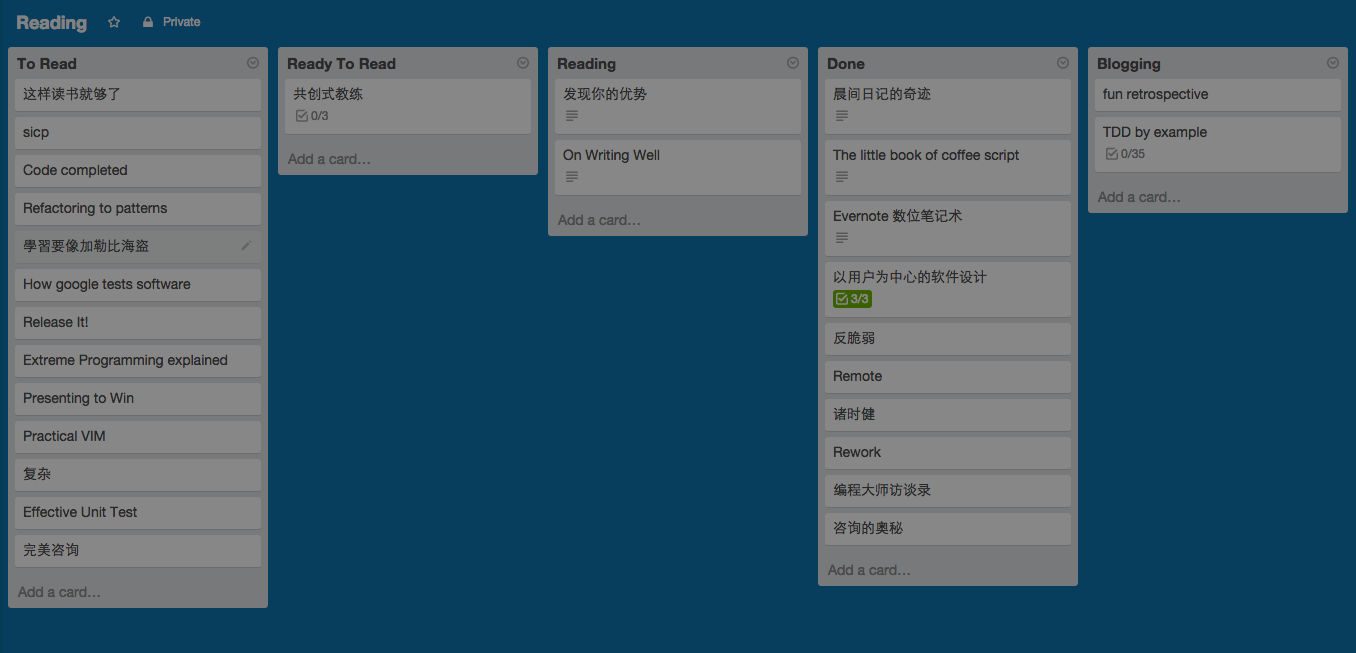 Reading
Private
To Read
这样读书就够了
sicp
Code completed
Refactoring to patterns
學習要像加勒比海盗
How google tests software
Release It!
Extreme Programming explained
Presenting to Win
Practical VIM
复杂
Effective Unit Test
完美咨询
Add a card…
Ready To Read
共创式教练
0/3
Add a card…
Reading
发现你的优势
On Writing Well
Add a card…
Done
晨间日记的奇迹
The little book of coffee script
Evernote 数位笔记术
以用户为中心的软件设计
3/3
反脆弱
Remote
诸时健
Rework
编程大师访谈录
咨询的奥秘
Add a card…
Blogging
fun retrospective
TDD by example
0/35
Add a card…